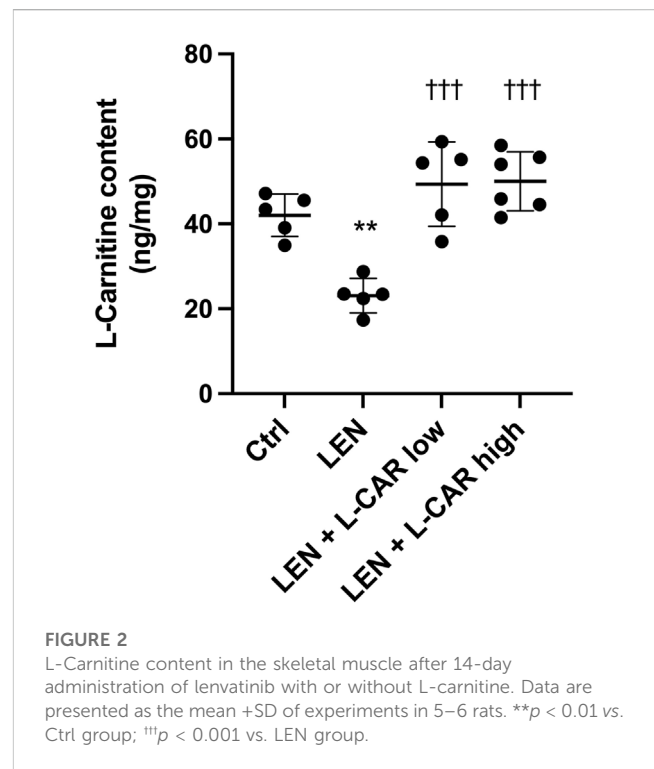 80
60
40
20
0
L-Carnitine content
(ng/mg)
**
†††
†††
Ctrl
LEN
LEN + L-CAR low
LEN + L-CAR high
FIGURE 2
L-Carnitine content in the skeletal muscle after 14-day
administration of lenvatinib with or without L-carnitine. Data are
presented as the mean +SD of experiments in 5–6 rats. **p < 0.01 vs.
Ctrl group; †††p < 0.001 vs. LEN group.